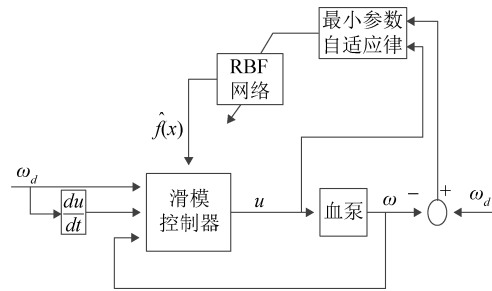 最小参数
自适应律
RBF
网络
f̂(x)
ω_d
du
dt
滑模
控制器
u
血泵
ω
−
+
ω_d